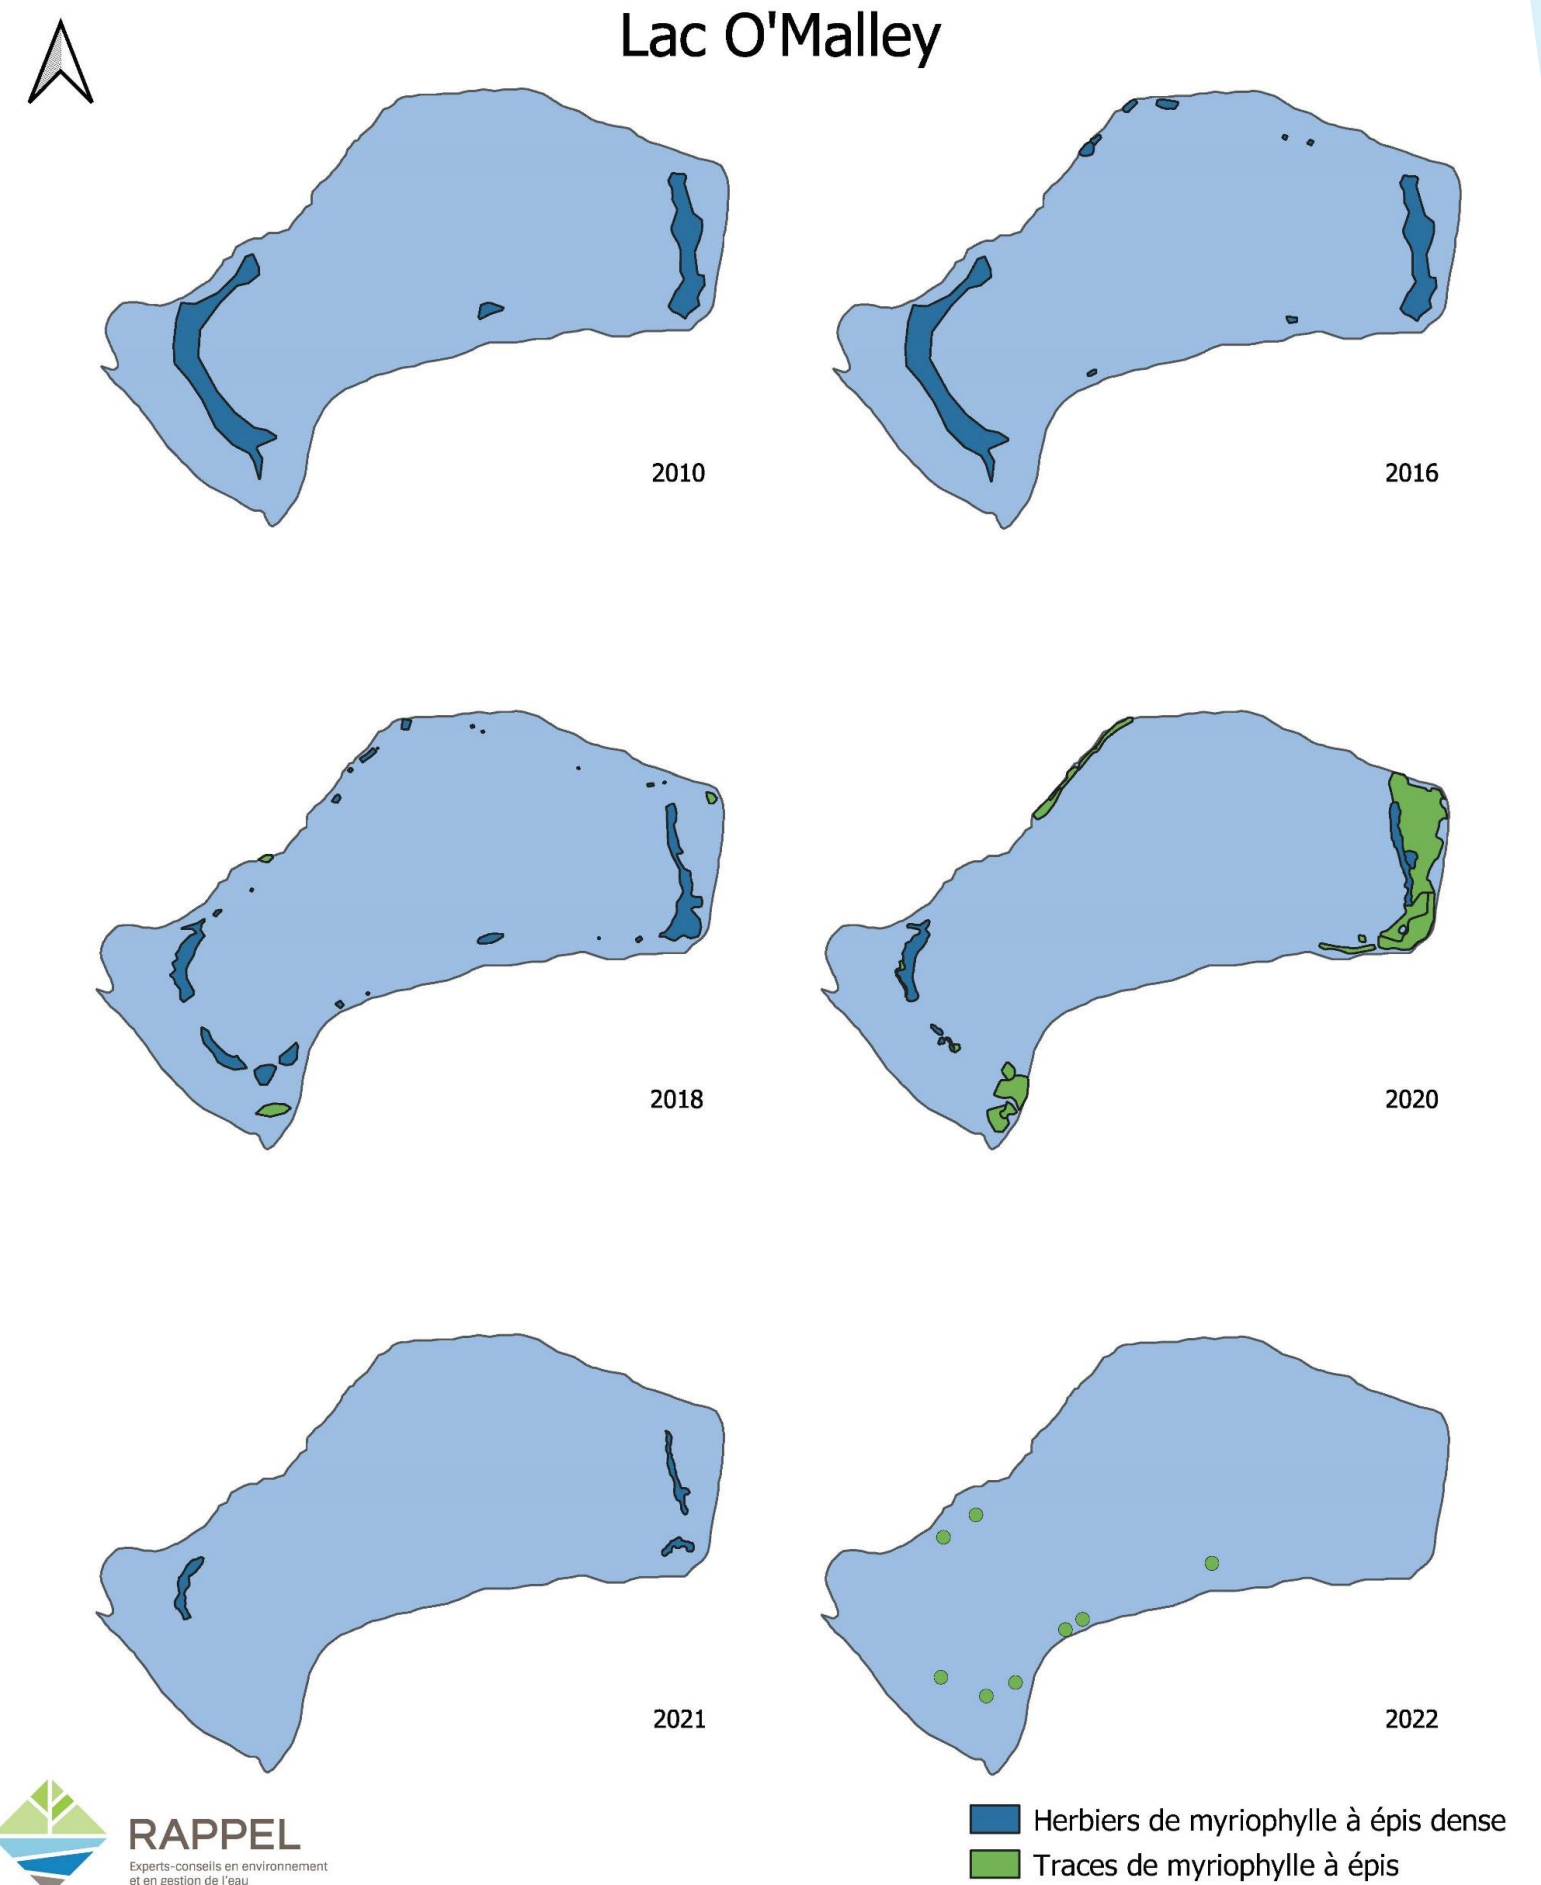 Lac O'Malley
2010
2016
2018
2020
2021
2022
Herbiers de myriophylle à épis dense
Traces de myriophylle à épis
RAPPEL
Experts-conseils en environnement
et en gestion de l'eau